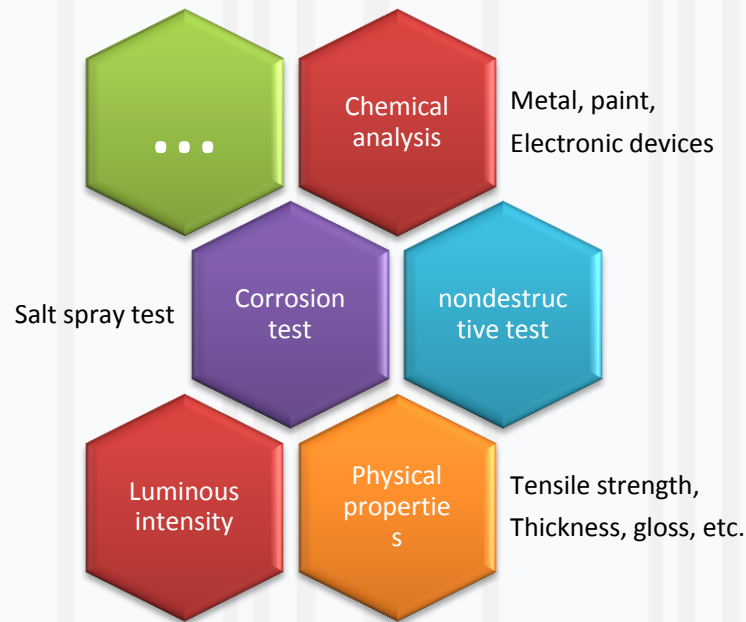 ...
Chemical
analysis
Metal, paint,
Electronic devices
Salt spray test
Corrosion
test
nondestruc
tive test
Luminous
intensity
Physical
propertie
s
Tensile strength,
Thickness, gloss, etc.